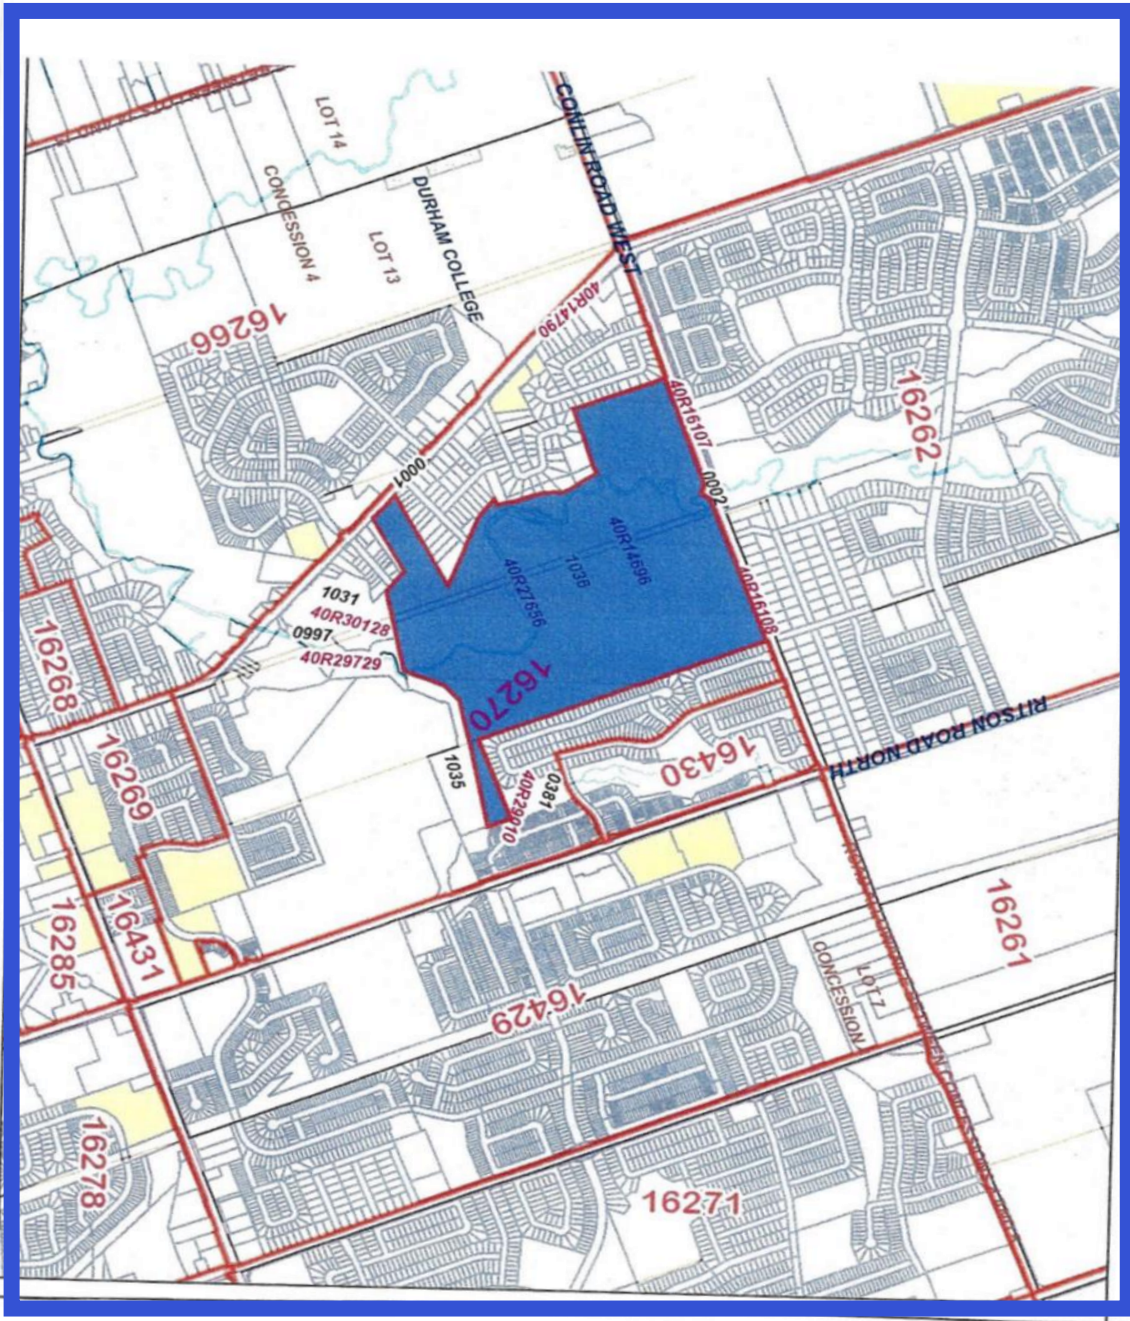 LOT 14
CONLIN ROAD WEST
CONCESSION 4
DURHAM COLLEGE
LOT 13
40R14790
16266
16262
40R16107
0001
0002
40R14696
1036
40R27656
40R16108
1031
40R30128
0997
40R29729
16268
16270
RITSON ROAD NORTH
16269
1035
0381
40R29010
16430
16285
16431
16261
LOT 7
CONCESSION
16429
16278
16271